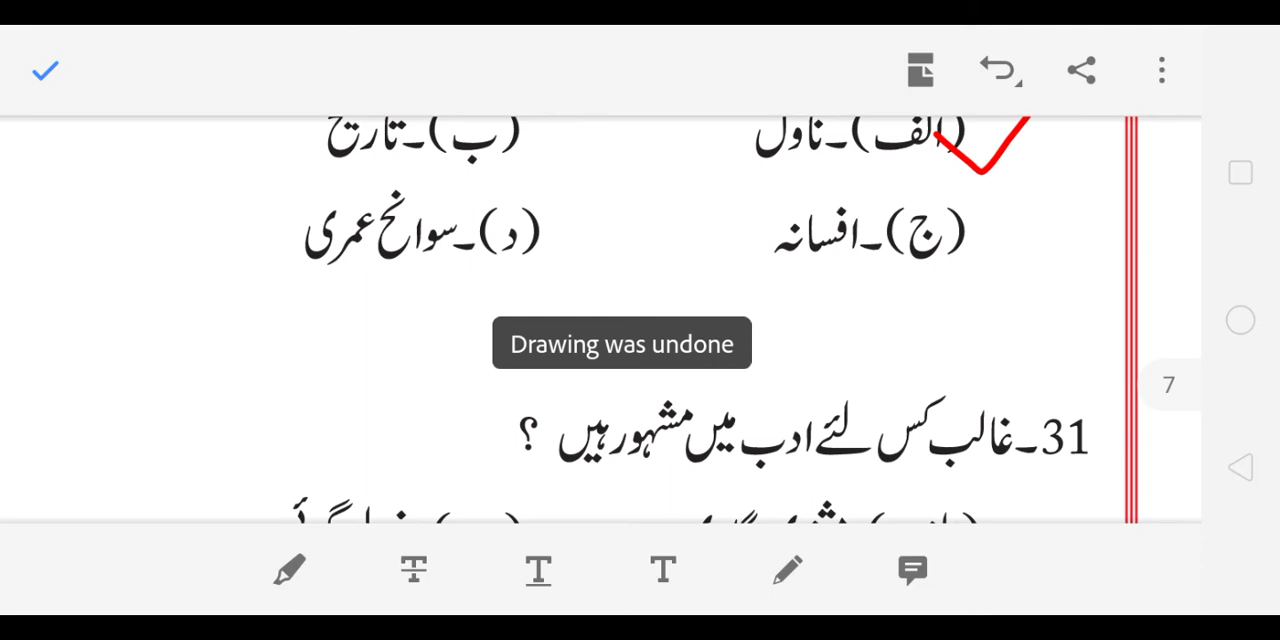 (الف)۔ناول (ب)۔تاریخ
(ج)۔افسانہ (د)۔سوانح عمری
Drawing was undone
7
31۔غالب کس لئے ادب میں مشہور ہیں ؟
T